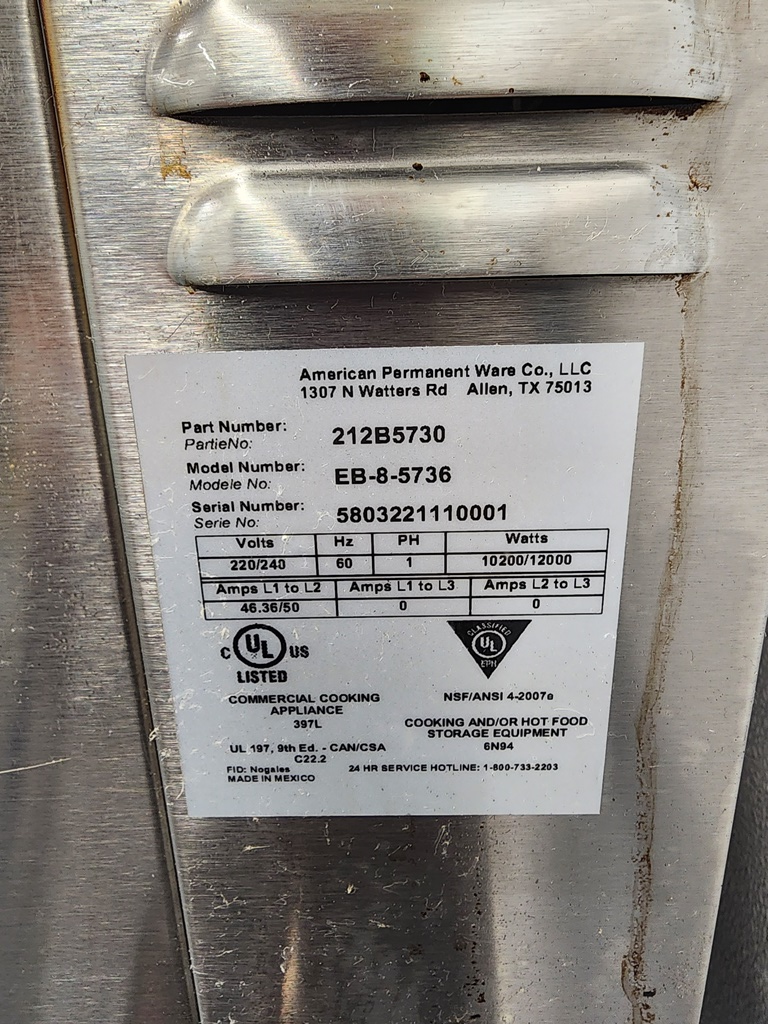 American Permanent Ware Co., LLC
1307 N Watters Rd Allen, TX 75013
Part Number: 212B5730
PartieNo:
Model Number: EB-8-5736
Modele No:
Serial Number: 5803221110001
Serie No:
Volts Hz PH Watts
220/240 60 1 10200/12000
Amps L1 to L2 Amps L1 to L3 Amps L2 to L3
46.36/50 0 0
C UL US
LISTED
CLASSIFIED
UL
EPH
COMMERCIAL COOKING
APPLIANCE
397L
NSF/ANSI 4-2007e
COOKING AND/OR HOT FOOD
STORAGE EQUIPMENT
6N94
UL 197, 9th Ed. - CAN/CSA
C22.2
FID: Nogales
MADE IN MEXICO
24 HR SERVICE HOTLINE: 1-800-733-2203